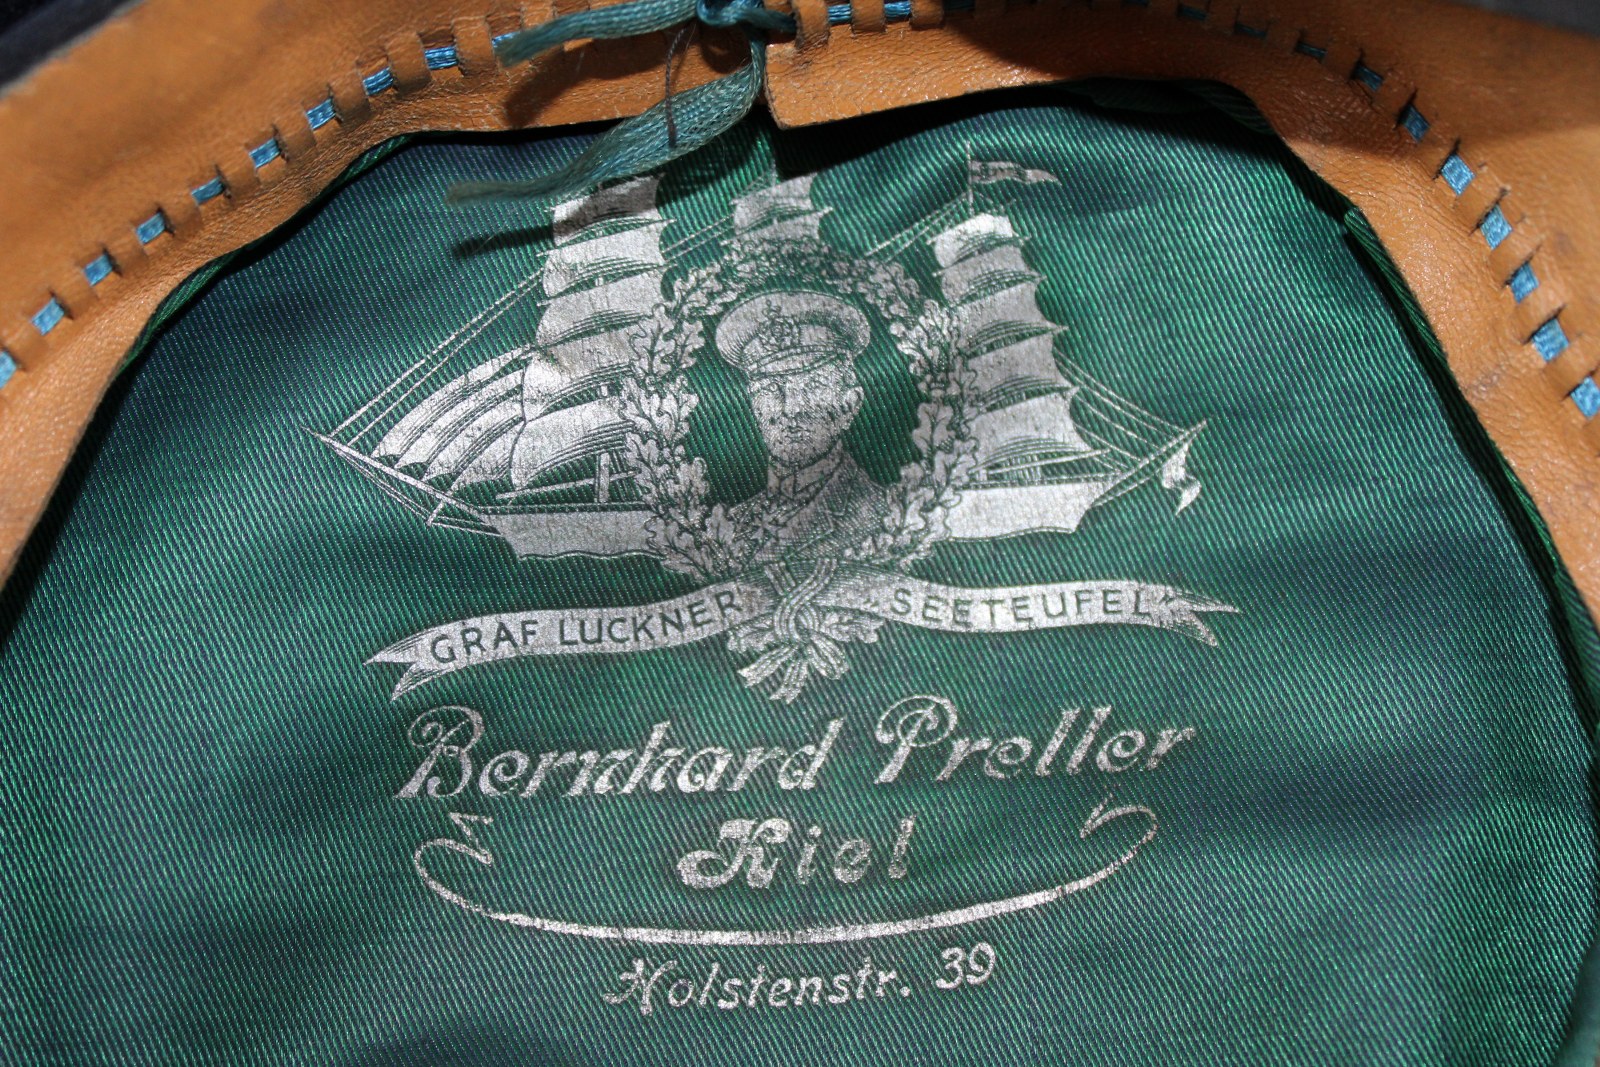 GRAF LUCKNER SEETEUFEL
Bernhard Preller
Kiel
Holstenstr. 39